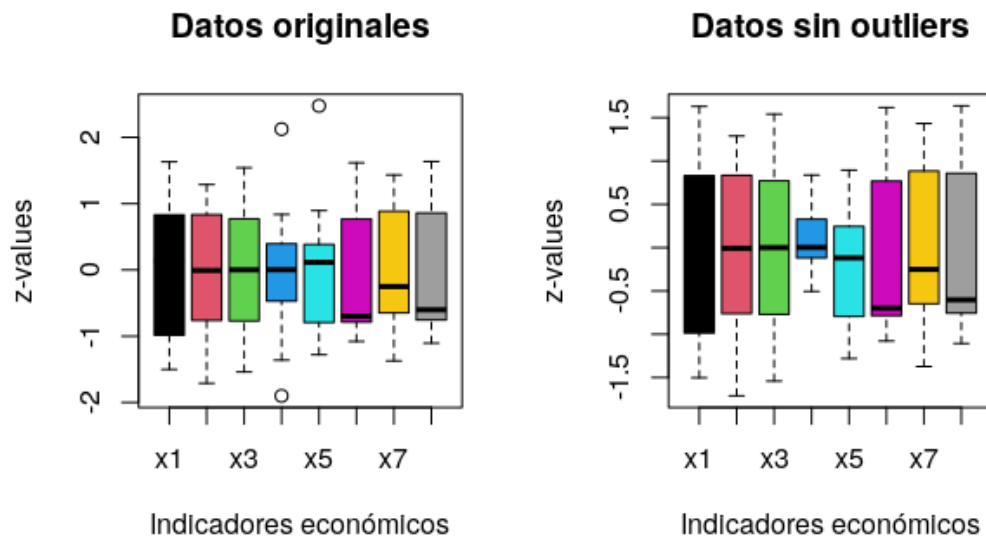 Datos originales
2
1
0
-1
-2
z-values
x1 x3 x5 x7
Indicadores económicos
Datos sin outliers
1.5
0.5
-0.5
-1.5
z-values
x1 x3 x5 x7
Indicadores económicos